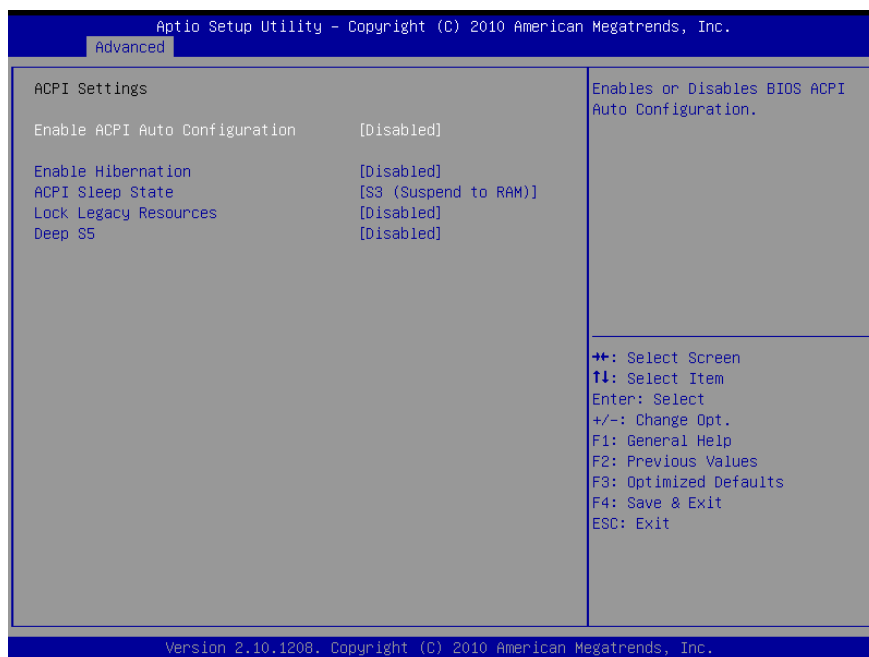 Aptio Setup Utility – Copyright (C) 2010 American Megatrends, Inc.
Advanced
ACPI Settings
Enable ACPI Auto Configuration [Disabled]
Enable Hibernation [Disabled]
ACPI Sleep State [S3 (Suspend to RAM)]
Lock Legacy Resources [Disabled]
Deep S5 [Disabled]
Enables or Disables BIOS ACPI
Auto Configuration.
→←: Select Screen
↑↓: Select Item
Enter: Select
+/-: Change Opt.
F1: General Help
F2: Previous Values
F3: Optimized Defaults
F4: Save & Exit
ESC: Exit
Version 2.10.1208. Copyright (C) 2010 American Megatrends, Inc.